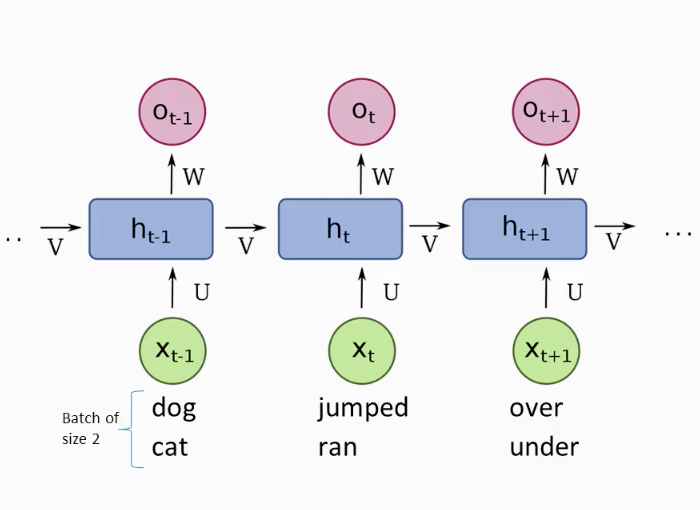 o_{t-1} o_t o_{t+1}
W W W
.. V h_{t-1} V h_t V h_{t+1} V ...
U U U
x_{t-1} x_t x_{t+1}
Batch of
size 2
dog jumped over
cat ran under